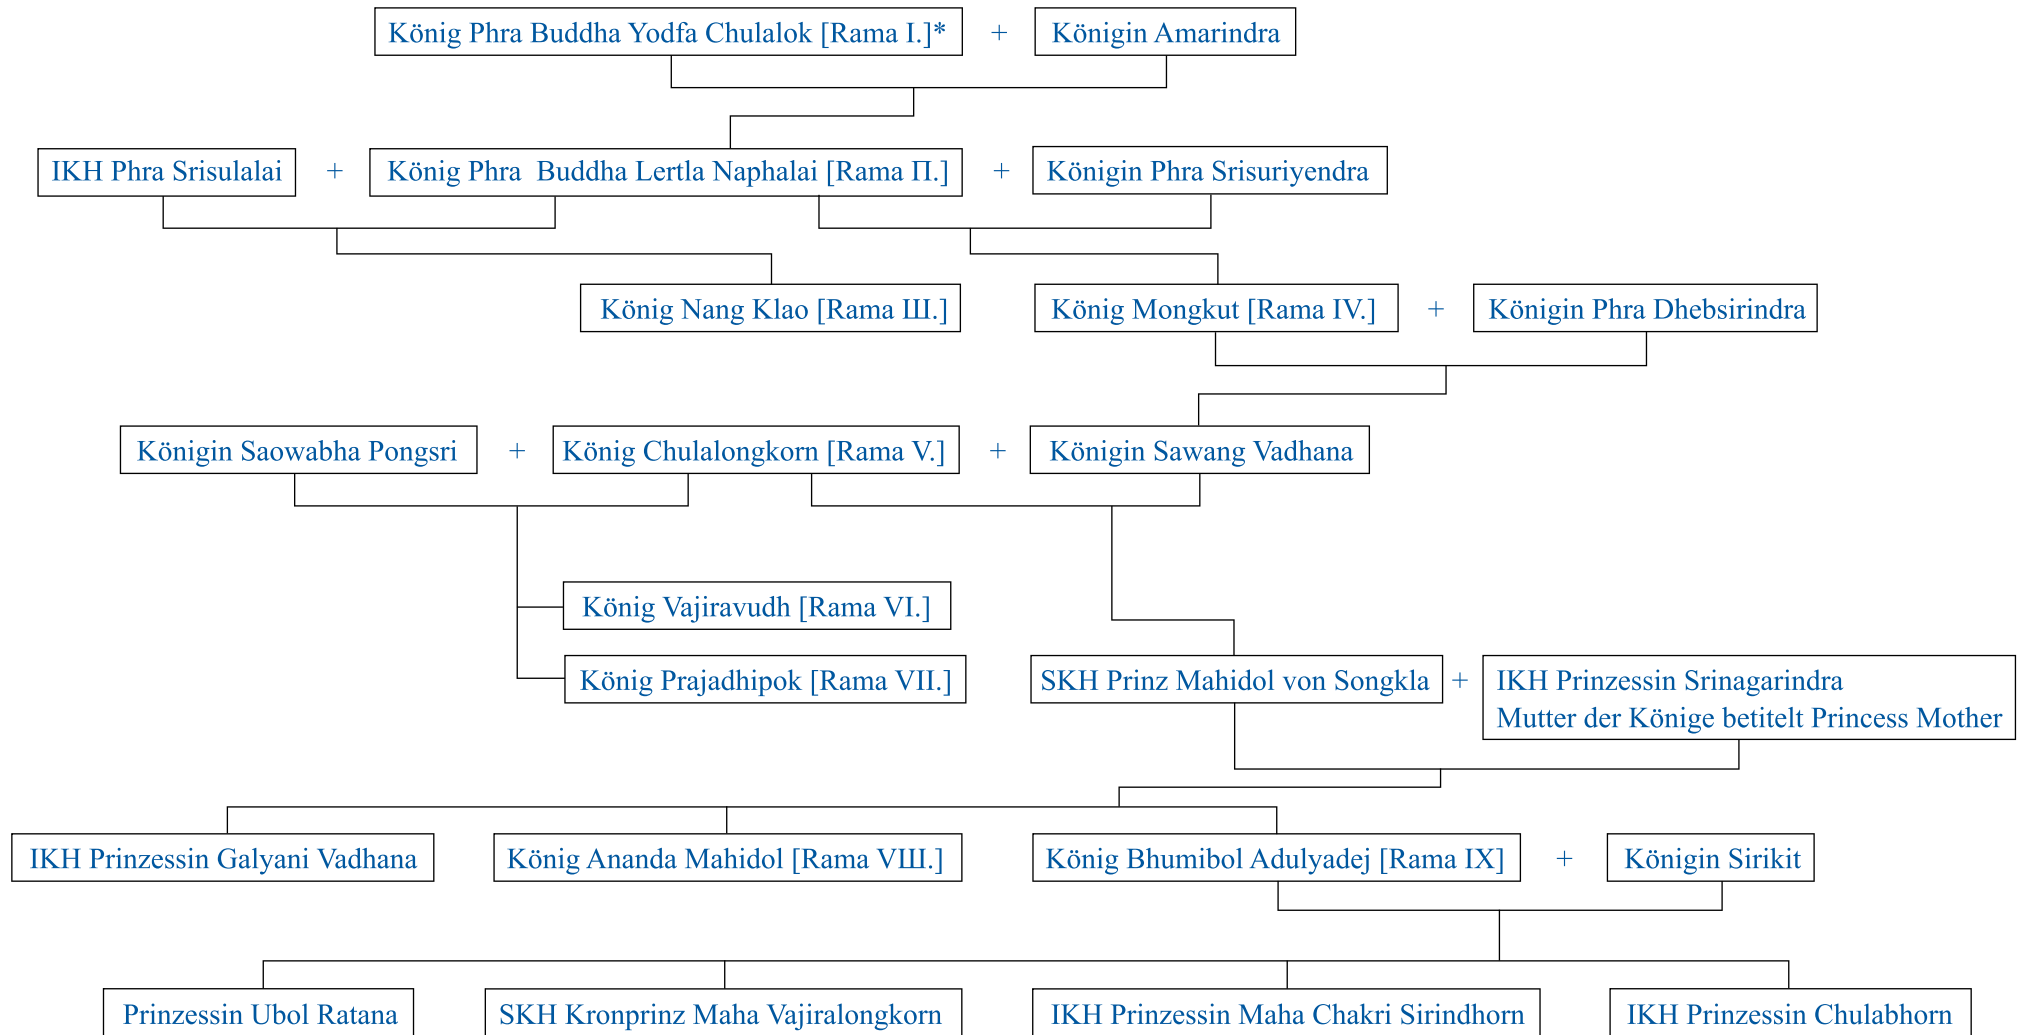 König Phra Buddha Yodfa Chulalok [Rama I.]* + Königin Amarindra
IKH Phra Srisulalai + König Phra Buddha Lertla Naphalai [Rama П.] + Königin Phra Srisuriyendra
König Nang Klao [Rama Ш.]
König Mongkut [Rama IV.] + Königin Phra Dhebsirindra
Königin Saowabha Pongsri + König Chulalongkorn [Rama V.] + Königin Sawang Vadhana
König Vajiravudh [Rama VI.]
König Prajadhipok [Rama VII.]
SKH Prinz Mahidol von Songkla + IKH Prinzessin Srinagarindra
Mutter der Könige betitelt Princess Mother
IKH Prinzessin Galyani Vadhana
König Ananda Mahidol [Rama VШ.]
König Bhumibol Adulyadej [Rama IX] + Königin Sirikit
Prinzessin Ubol Ratana
SKH Kronprinz Maha Vajiralongkorn
IKH Prinzessin Maha Chakri Sirindhorn
IKH Prinzessin Chulabhorn